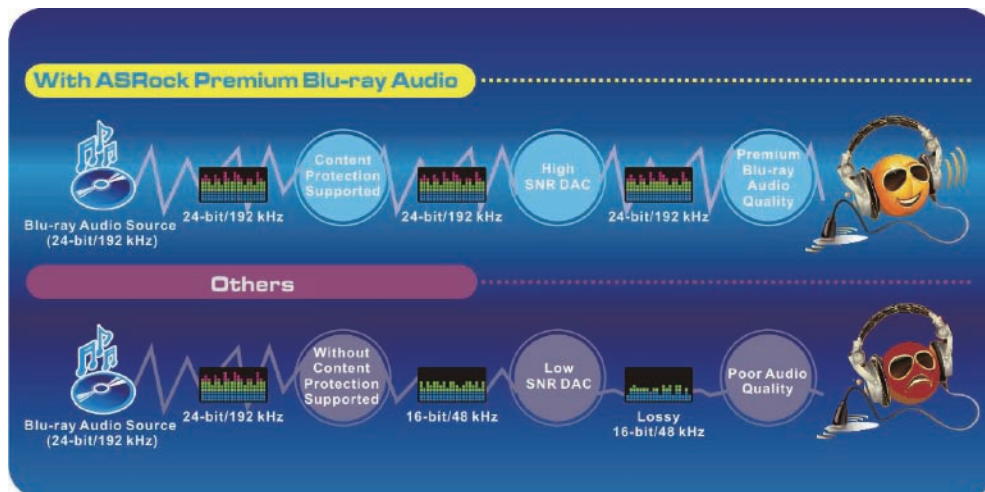 With ASRock Premium Blu-ray Audio
Content
Protection
Supported
High
SNR DAC
Premium
Blu-ray
Audio
Quality
24-bit/192 kHz
24-bit/192 kHz
24-bit/192 kHz
Blu-ray Audio Source
(24-bit/192 kHz)
Others
Without
Content
Protection
Supported
Low
SNR DAC
Poor Audio
Quality
24-bit/192 kHz
16-bit/48 kHz
Lossy
16-bit/48 kHz
Blu-ray Audio Source
(24-bit/192 kHz)